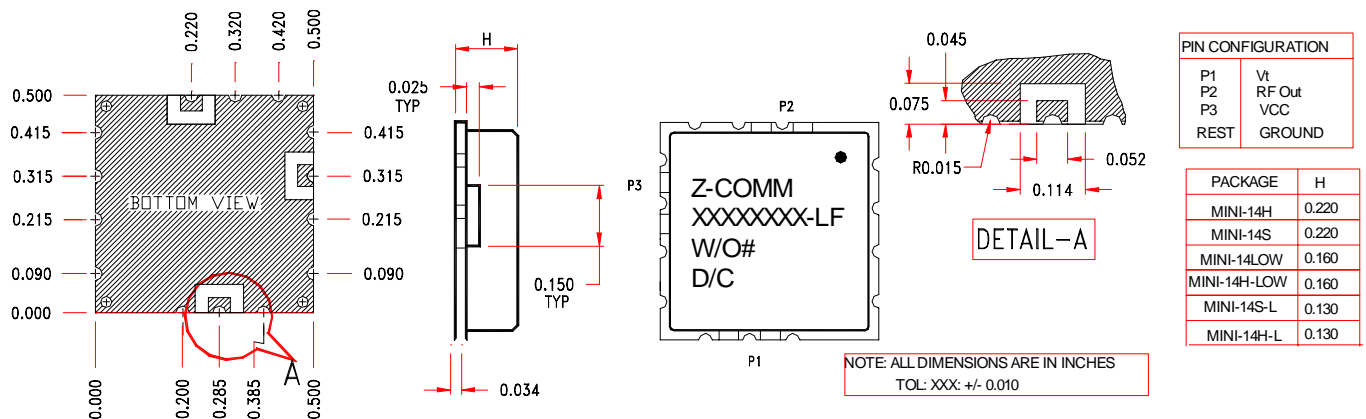 0.220
0.320
0.420
0.500
0.500
0.415
0.315
0.215
0.090
0.000
0.415
0.315
0.215
0.090
BOTTOM VIEW
A
0.000
0.200
0.285
0.385
0.500
H
0.025
TYP
0.150
TYP
0.034
P2
P3
Z-COMM
XXXXXXXXX-LF
W/O#
D/C
P1
0.045
0.075
R0.015
0.052
0.114
DETAIL-A
NOTE: ALL DIMENSIONS ARE IN INCHES
TOL: XXX: +/- 0.010
PIN CONFIGURATION
P1 Vt
P2 RF Out
P3 VCC
REST GROUND
PACKAGE H
MINI-14H 0.220
MINI-14S 0.220
MINI-14LOW 0.160
MINI-14H-LOW 0.160
MINI-14S-L 0.130
MINI-14H-L 0.130